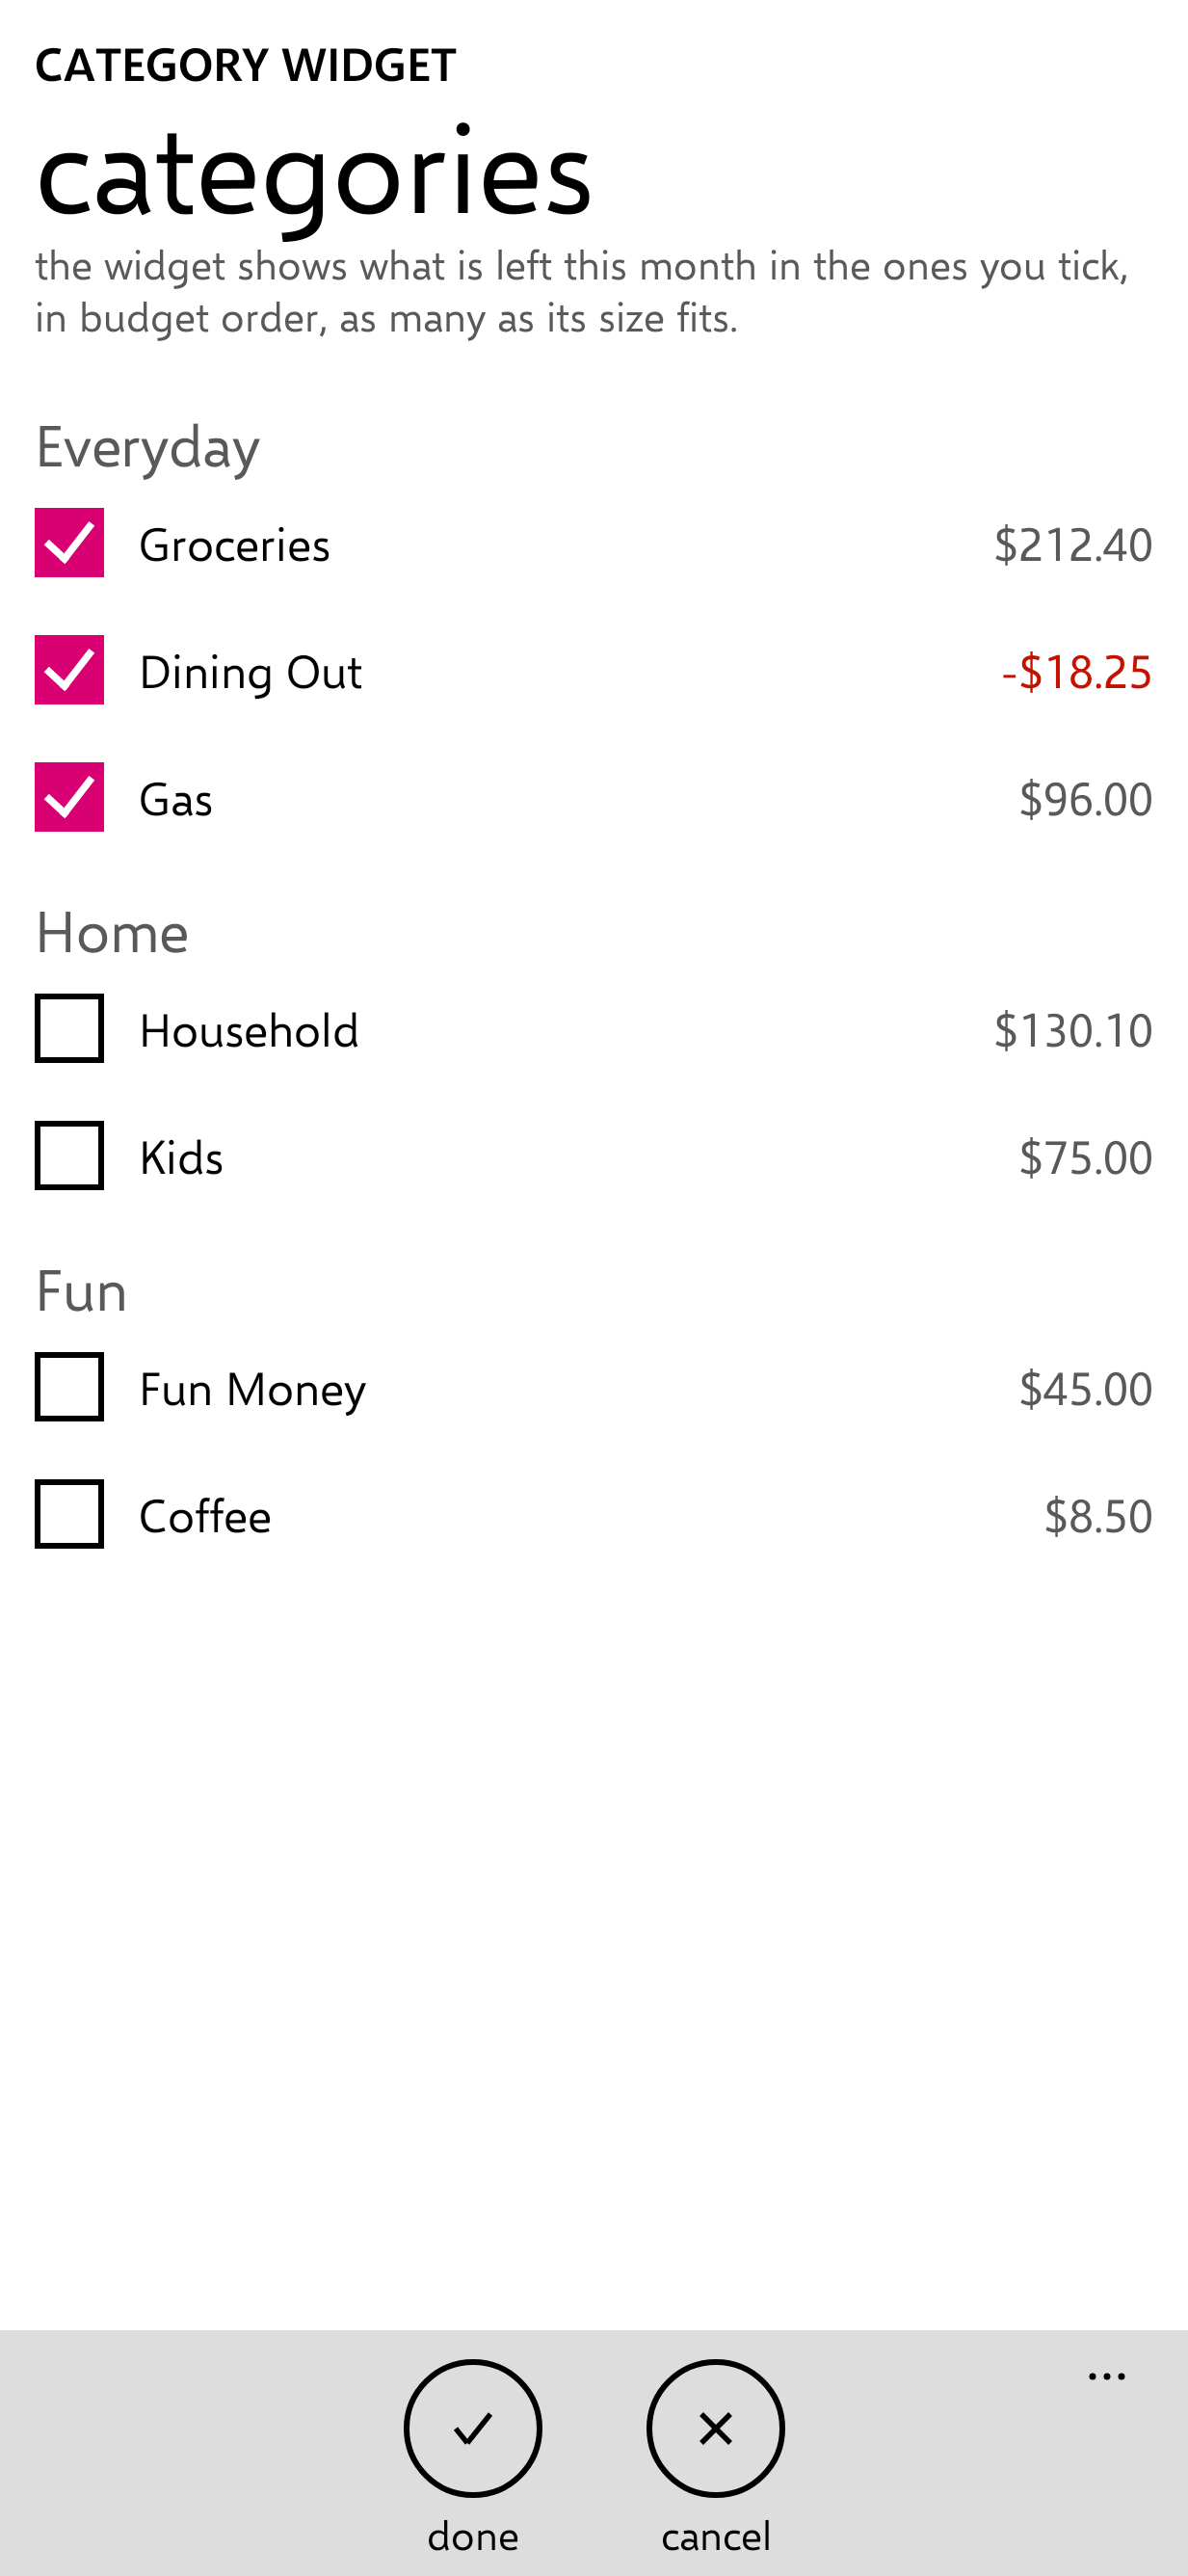 CATEGORY WIDGET
categories
the widget shows what is left this month in the ones you tick,
in budget order, as many as its size fits.
Everyday
Groceries $212.40
Dining Out -$18.25
Gas $96.00
Home
Household $130.10
Kids $75.00
Fun
Fun Money $45.00
Coffee $8.50
...
done cancel